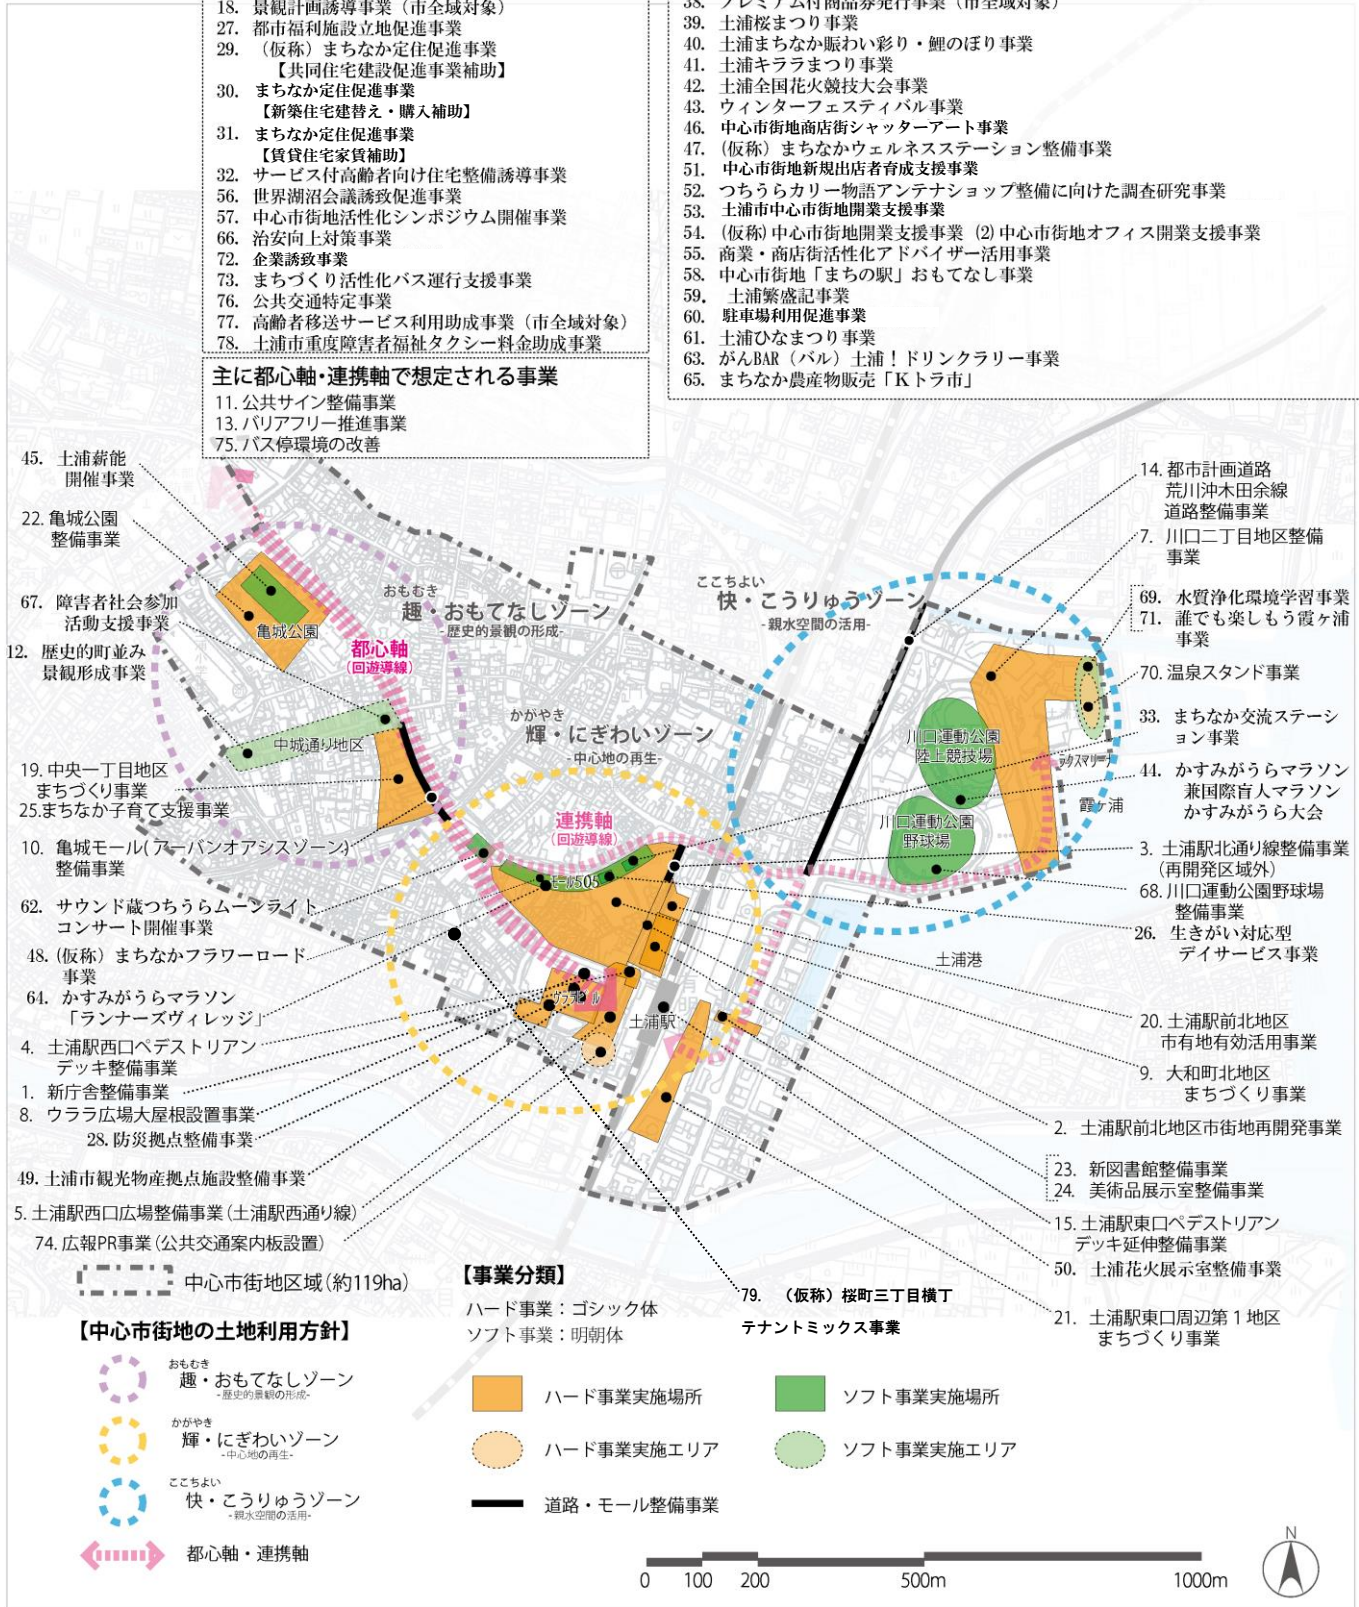 18. 景観計画誘導事業（市全域対象）
27. 都市福利施設立地促進事業
29. （仮称）まちなか定住促進事業
【共同住宅建設促進事業補助】
30. まちなか定住促進事業
【新築住宅建替え・購入補助】
31. まちなか定住促進事業
【賃貸住宅家賃補助】
32. サービス付高齢者向け住宅整備誘導事業
56. 世界湖沼会議誘致促進事業
57. 中心市街地活性化シンポジウム開催事業
66. 治安向上対策事業
72. 企業誘致事業
73. まちづくり活性化バス運行支援事業
76. 公共交通特定事業
77. 高齢者移送サービス利用助成事業（市全域対象）
78. 土浦市重度障害者福祉タクシー料金助成事業
38. プレミアム付商品券発行事業（市全域対象）
39. 土浦桜まつり事業
40. 土浦まちなか賑わい彩り・鯉のぼり事業
41. 土浦キララまつり事業
42. 土浦全国花火競技大会事業
43. ウィンターフェスティバル事業
46. 中心市街地商店街シャッターアート事業
47. (仮称) まちなかウェルネスステーション整備事業
51. 中心市街地新規出店者育成支援事業
52. つちうらカリー物語アンテナショップ整備に向けた調査研究事業
53. 土浦市中心市街地開業支援事業
54. (仮称) 中心市街地開業支援事業 (2) 中心市街地オフィス開業支援事業
55. 商業・商店街活性化アドバイザー活用事業
58. 中心市街地「まちの駅」おもてなし事業
59. 土浦繁盛記事業
60. 駐車場利用促進事業
61. 土浦ひなまつり事業
63. がんBAR（バル）土浦！ドリンクラリー事業
65. まちなか農産物販売「Kトラ市」
主に都心軸・連携軸で想定される事業
11. 公共サイン整備事業
13. バリアフリー推進事業
75. バス停環境の改善
45. 土浦薪能
開催事業
22. 亀城公園
整備事業
67. 障害者社会参加
活動支援事業
12. 歴史的町並み
景観形成事業
19. 中央一丁目地区
まちづくり事業
25. まちなか子育て支援事業
10. 亀城モール(アーバンオアシスゾーン)
整備事業
62. サウンド蔵つちうらムーンライト
コンサート開催事業
48. (仮称) まちなかフラワーロード
事業
64. かすみがうらマラソン
「ランナーズヴィレッジ」
4. 土浦駅西口ペデストリアン
デッキ整備事業
1. 新庁舎整備事業
8. ウララ広場大屋根設置事業
28. 防災拠点整備事業
49. 土浦市観光物産拠点施設整備事業
5. 土浦駅西口広場整備事業 (土浦駅西通り線)
74. 広報PR事業 (公共交通案内板設置)
亀城公園
おもむき
趣・おもてなしゾーン
-歴史的景観の形成-
都心軸
(回遊導線)
中城通り地区
かがやき
輝・にぎわいゾーン
-中心地の再生-
連携軸
(回遊導線)
モール505
土浦駅
ここちよい
快・こうりゅうゾーン
-親水空間の活用-
川口運動公園
陸上競技場
川口運動公園
野球場
霞ヶ浦
土浦港
14. 都市計画道路
荒川沖木田余線
道路整備事業
7. 川口二丁目地区整備
事業
69. 水質浄化環境学習事業
71. 誰でも楽しもう霞ヶ浦
事業
70. 温泉スタンド事業
33. まちなか交流ステーシ
ョン事業
44. かすみがうらマラソン
兼国際盲人マラソン
かすみがうら大会
3. 土浦駅北通り線整備事業
(再開発区域外)
68. 川口運動公園野球場
整備事業
26. 生きがい対応型
デイサービス事業
20. 土浦駅前北地区
市有地有効活用事業
9. 大和町北地区
まちづくり事業
2. 土浦駅前北地区市街地再開発事業
23. 新図書館整備事業
24. 美術品展示室整備事業
15. 土浦駅東口ペデストリアン
デッキ延伸整備事業
50. 土浦花火展示室整備事業
21. 土浦駅東口周辺第1地区
まちづくり事業
79. （仮称）桜町三丁目横丁
テナントミックス事業
中心市街地区域 (約119ha)
【中心市街地の土地利用方針】
おもむき
趣・おもてなしゾーン
-歴史的景観の形成-
かがやき
輝・にぎわいゾーン
-中心地の再生-
ここちよい
快・こうりゅうゾーン
-親水空間の活用-
都心軸・連携軸
【事業分類】
ハード事業：ゴシック体
ソフト事業：明朝体
ハード事業実施場所
ソフト事業実施場所
ハード事業実施エリア
ソフト事業実施エリア
道路・モール整備事業
0 100 200 500m 1000m
N